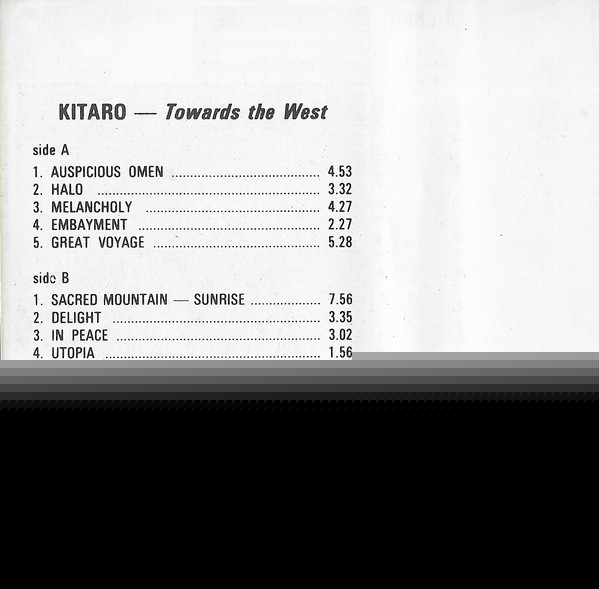 KITARO — Towards the West
side A
1. AUSPICIOUS OMEN ........................................ 4.53
2. HALO ........................................ 3.32
3. MELANCHOLY ........................................ 4.27
4. EMBAYMENT ........................................ 2.27
5. GREAT VOYAGE ........................................ 5.28
side B
1. SACRED MOUNTAIN — SUNRISE .................. 7.56
2. DELIGHT ........................................ 3.35
3. IN PEACE ........................................ 3.02
4. UTOPIA ........................................ 1.56